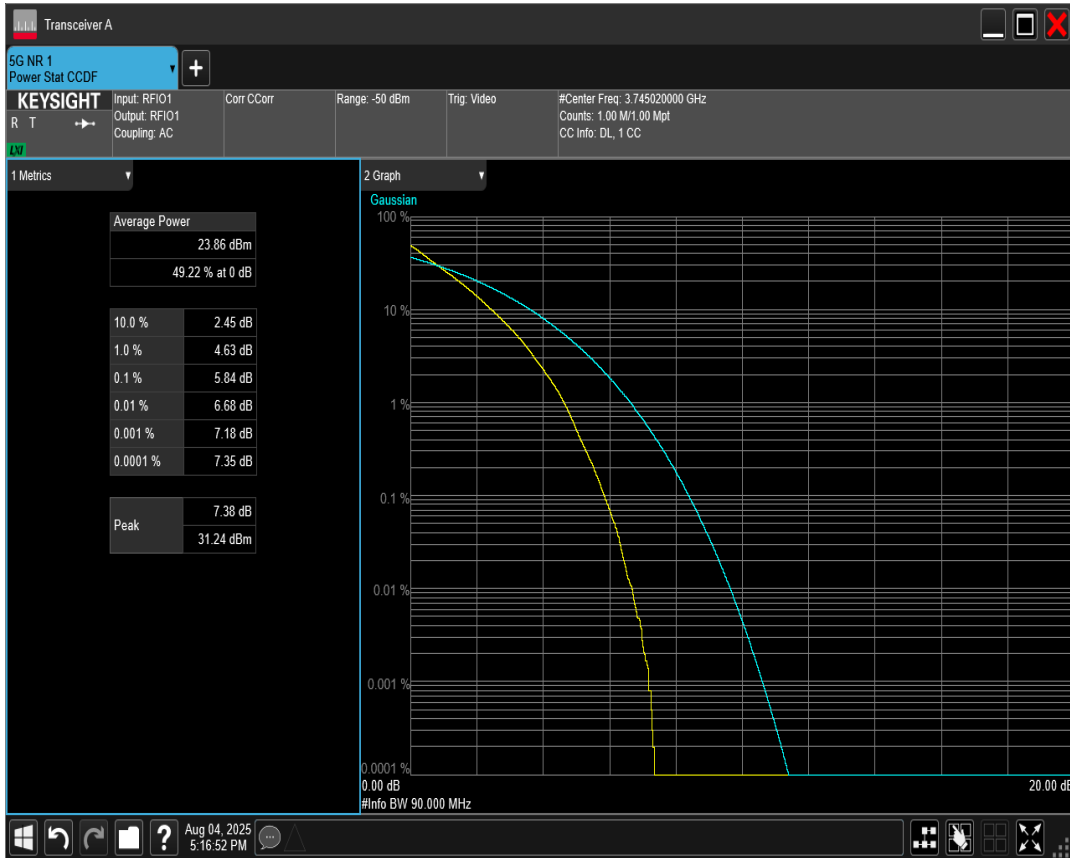 Transceiver A
5G NR 1
Power Stat CCDF
+
KEYSIGHT
R T
LXI
Input: RFIO1
Output: RFIO1
Coupling: AC
Corr CCorr
Range: -50 dBm
Trig: Video
#Center Freq: 3.745020000 GHz
Counts: 1.00 M/1.00 Mpt
CC Info: DL, 1 CC
1 Metrics
Average Power
23.86 dBm
49.22 % at 0 dB
10.0 % 2.45 dB
1.0 % 4.63 dB
0.1 % 5.84 dB
0.01 % 6.68 dB
0.001 % 7.18 dB
0.0001 % 7.35 dB
Peak 7.38 dB
31.24 dBm
2 Graph
Gaussian
100 %
10 %
1 %
0.1 %
0.01 %
0.001 %
0.0001 %
0.00 dB
20.00 dB
#Info BW 90.000 MHz
?
Aug 04, 2025
5:16:52 PM